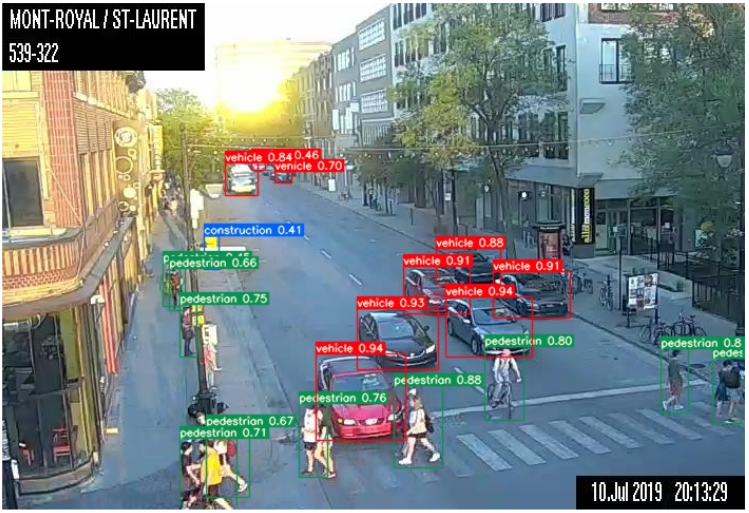 MONT-ROYAL / ST-LAURENT
539-322
vehicle 0.84
0.46
vehicle 0.70
construction 0.41
vehicle 0.88
pedestrian 0.66
vehicle 0.91
vehicle 0.91
vehicle 0.94
pedestrian 0.75
vehicle 0.93
pedestrian 0.80
pedestrian 0.8
pedes
vehicle 0.94
pedestrian 0.88
pedestrian 0.76
pedestrian 0.67
pedestrian 0.71
10.Jul 2019 20:13:29